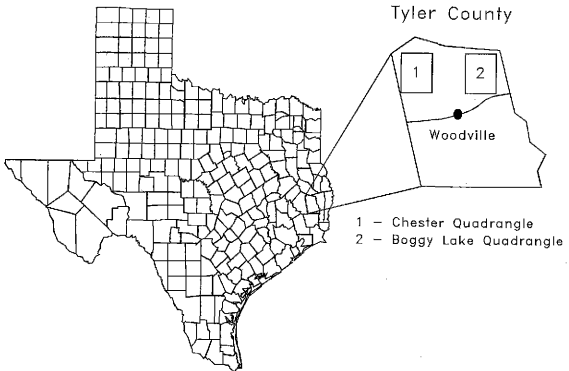 Tyler County
1
2
Woodville
1 – Chester Quadrangle
2 – Boggy Lake Quadrangle